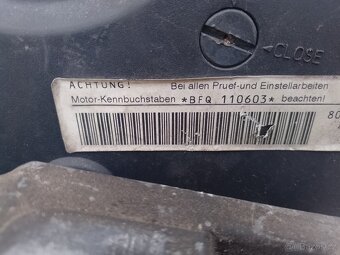 CLOSE
ACHTUNG! Bei allen Pruef-und Einstellarbeiten
Motor-Kennbuchstaben *BFQ 110603* beachten!
80